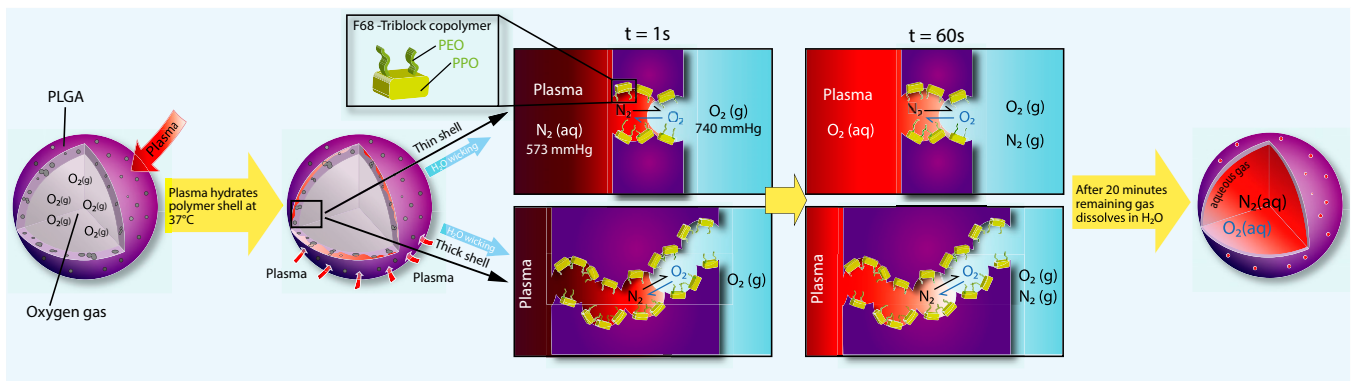 PLGA
Plasma
O₂(g)
O₂(g)
O₂(g)
O₂(g)
O₂(g)
Oxygen gas
Plasma hydrates
polymer shell at
37°C
Plasma
Plasma
F68 -Triblock copolymer
PEO
PPO
Thin shell
H₂O wicking
H₂O wicking
Thick shell
t = 1s
Plasma
N₂ (aq)
573 mmHg
N₂
O₂
O₂ (g)
740 mmHg
Plasma
N₂
O₂
O₂ (g)
t = 60s
Plasma
O₂ (aq)
N₂
O₂
O₂ (g)
N₂ (g)
Plasma
N₂
O₂
O₂ (g)
N₂ (g)
After 20 minutes
remaining gas
dissolves in H₂O
aqueous gas
N₂(aq)
O₂(aq)